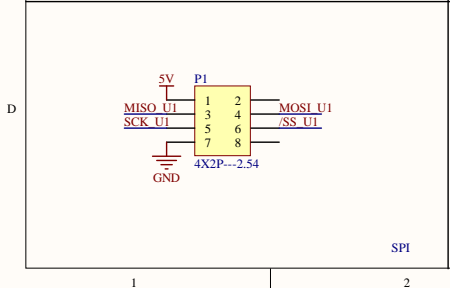 5V P1
1 2
MISO_U1 3 4 MOSI_U1
D
SCK_U1 5 6 /SS_U1
7 8
4X2P---2.54
GND
SPI
1 2